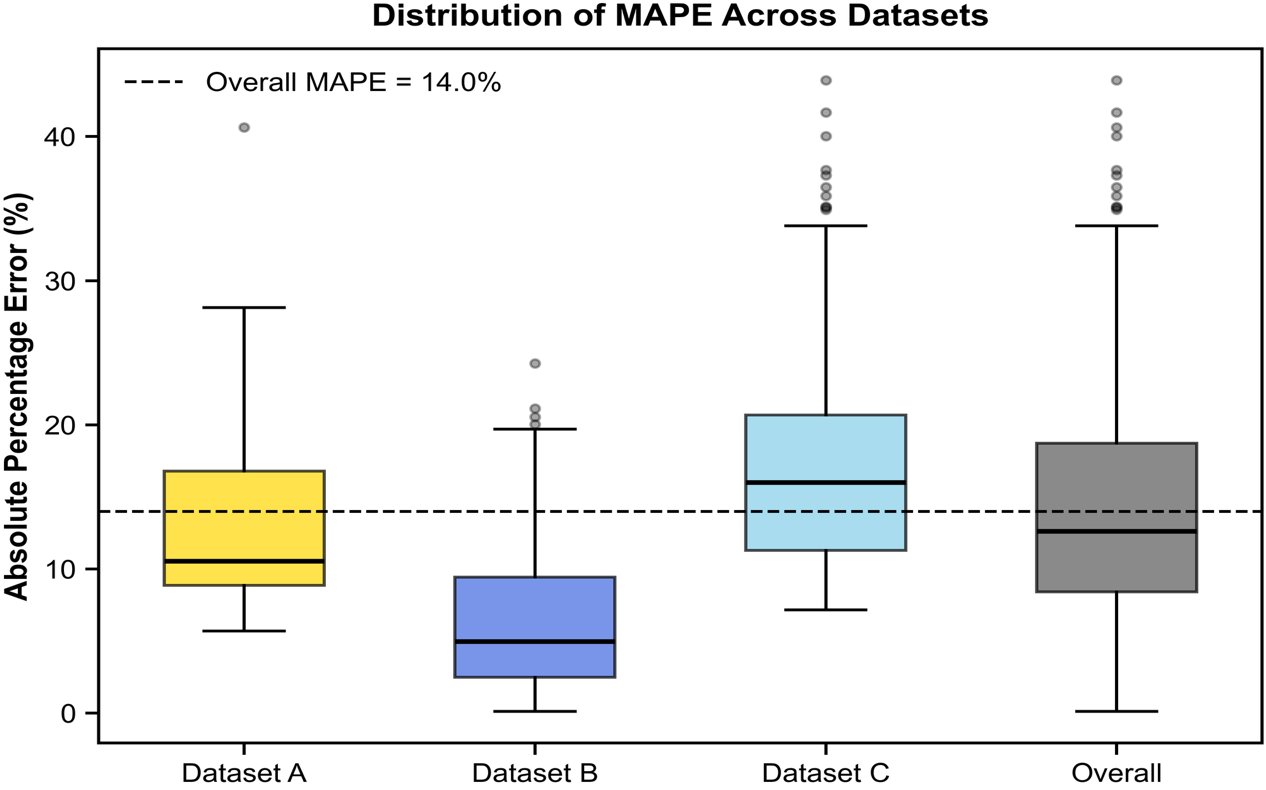 Distribution of MAPE Across Datasets
Overall MAPE = 14.0%
Absolute Percentage Error (%)
40
30
20
10
0
Dataset A
Dataset B
Dataset C
Overall